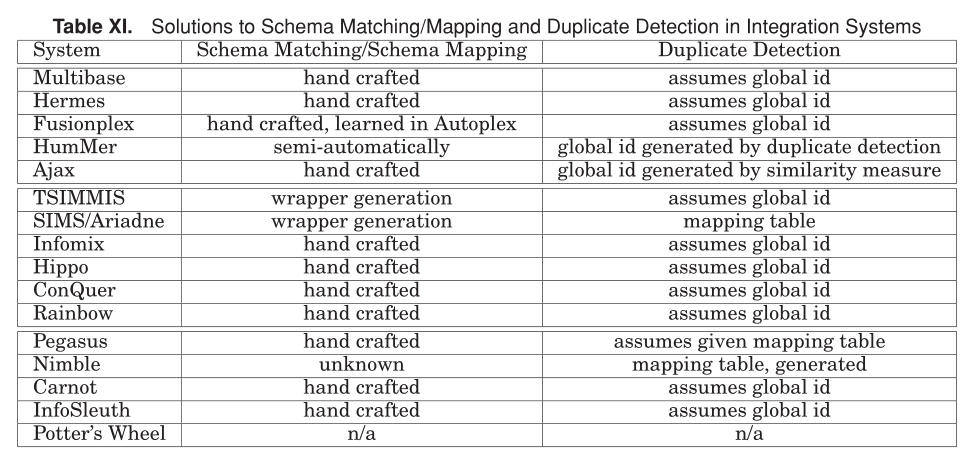 Table XI. Solutions to Schema Matching/Mapping and Duplicate Detection in Integration Systems
System Schema Matching/Schema Mapping Duplicate Detection
Multibase hand crafted assumes global id
Hermes hand crafted assumes global id
Fusionplex hand crafted, learned in Autoplex assumes global id
HumMer semi-automatically global id generated by duplicate detection
Ajax hand crafted global id generated by similarity measure
TSIMMIS wrapper generation assumes global id
SIMS/Ariadne wrapper generation mapping table
Infomix hand crafted assumes global id
Hippo hand crafted assumes global id
ConQuer hand crafted assumes global id
Rainbow hand crafted assumes global id
Pegasus hand crafted assumes given mapping table
Nimble unknown mapping table, generated
Carnot hand crafted assumes global id
InfoSleuth hand crafted assumes global id
Potter's Wheel n/a n/a